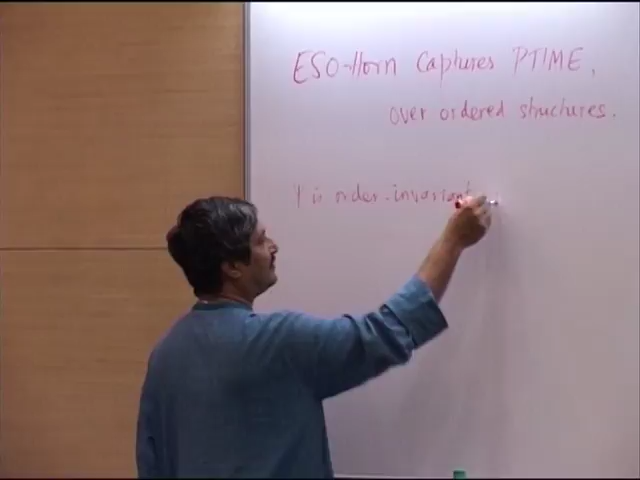 ESO-Horn Captures PTIME,
over ordered structures.
is order-invariant